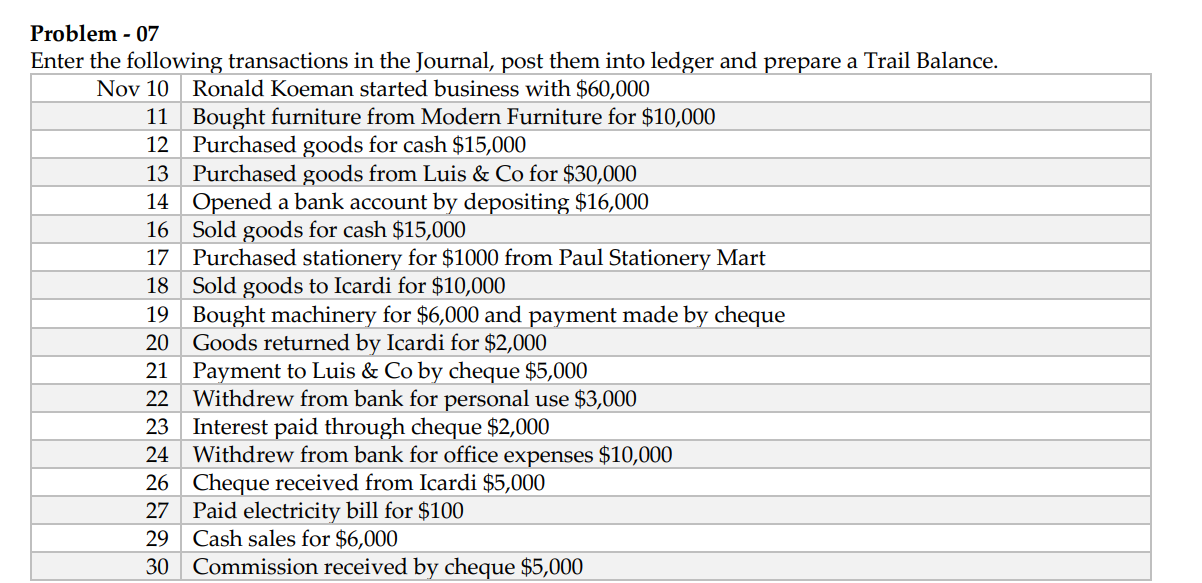 Problem - 07
Enter the following transactions in the Journal, post them into ledger and prepare a Trail Balance.
Nov 10 Ronald Koeman started business with $60,000
11 Bought furniture from Modern Furniture for $10,000
12 Purchased goods for cash $15,000
13 Purchased goods from Luis & Co for $30,000
14 Opened a bank account by depositing $16,000
16 Sold goods for cash $15,000
17 Purchased stationery for $1000 from Paul Stationery Mart
18 Sold goods to Icardi for $10,000
19 Bought machinery for $6,000 and payment made by cheque
20 Goods returned by Icardi for $2,000
21 Payment to Luis & Co by cheque $5,000
22 Withdrew from bank for personal use $3,000
23 Interest paid through cheque $2,000
24 Withdrew from bank for office expenses $10,000
26 Cheque received from Icardi $5,000
27 Paid electricity bill for $100
29 Cash sales for $6,000
30 Commission received by cheque $5,000